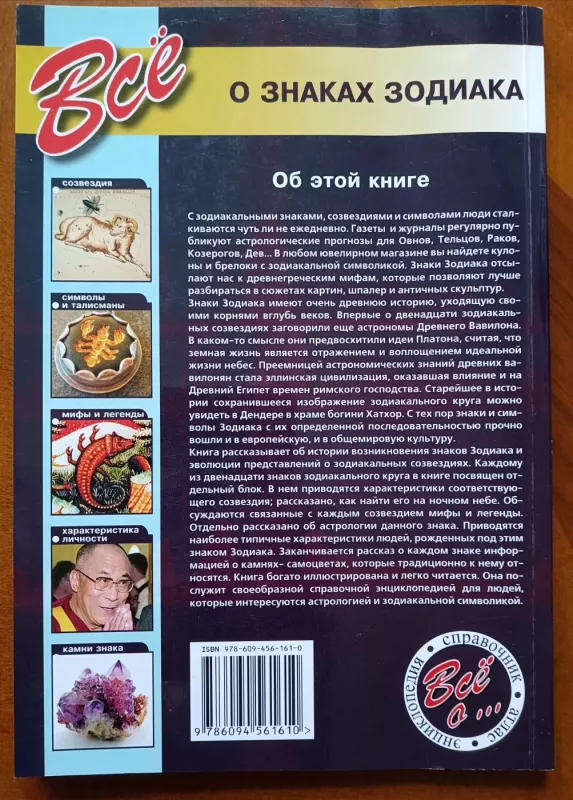 Всё
О ЗНАКАХ ЗОДИАКА
созвездия
символы
и талисманы
мифы и легенды
характеристика
личности
камни знака
Об этой книге
С зодиакальными знаками, созвездиями и символами люди стал-
киваются чуть ли не ежедневно. Газеты и журналы регулярно пу-
бликуют астрологические прогнозы для Овнов, Тельцов, Раков,
Козерогов, Дев... В любом ювелирном магазине вы найдете куло-
ны и брелоки с зодиакальной символикой. Знаки Зодиака отсы-
лают нас к древнегреческим мифам, которые позволяют лучше
разбираться в сюжетах картин, шпалер и античных скульптур.
Знаки Зодиака имеют очень древнюю историю, уходящую сво-
ими корнями вглубь веков. Впервые о двенадцати зодиакаль-
ных созвездиях заговорили еще астрономы Древнего Вавилона.
В каком-то смысле они предвосхитили идеи Платона, считая, что
земная жизнь является отражением и воплощением идеальной
жизни небес. Преемницей астрономических знаний древних ва-
вилонян стала эллинская цивилизация, оказавшая влияние и на
Древний Египет времен римского господства. Старейшее в исто-
рии сохранившееся изображение зодиакального круга можно
увидеть в Дендере в храме богини Хатхор. С тех пор знаки и сим-
волы Зодиака с их определенной последовательностью прочно
вошли и в европейскую, и в общемировую культуру.
Книга рассказывает об истории возникновения знаков Зодиака и
эволюции представлений о зодиакальных созвездиях. Каждому
из двенадцати знаков зодиакального круга в книге посвящен от-
дельный блок. В нем приводятся характеристики соответствующ-
его созвездия; рассказано, как найти его на ночном небе. Об-
суждаются связанные с каждым созвездием мифы и легенды.
Отдельно рассказано об астрологии данного знака. Приводятся
наиболее типичные характеристики людей, рожденных под этим
знаком Зодиака. Заканчивается рассказ о каждом знаке инфор-
мацией о камнях- самоцветах, которые традиционно к нему от-
носятся. Книга богато иллюстрирована и легко читается. Она по-
служит своеобразной справочной энциклопедией для людей,
которые интересуются астрологией и зодиакальной символикой.
ISBN 978-609-456-161-0
9 786094 561610 >
энциклопедия • справочник • атлас •
Всё
о ...